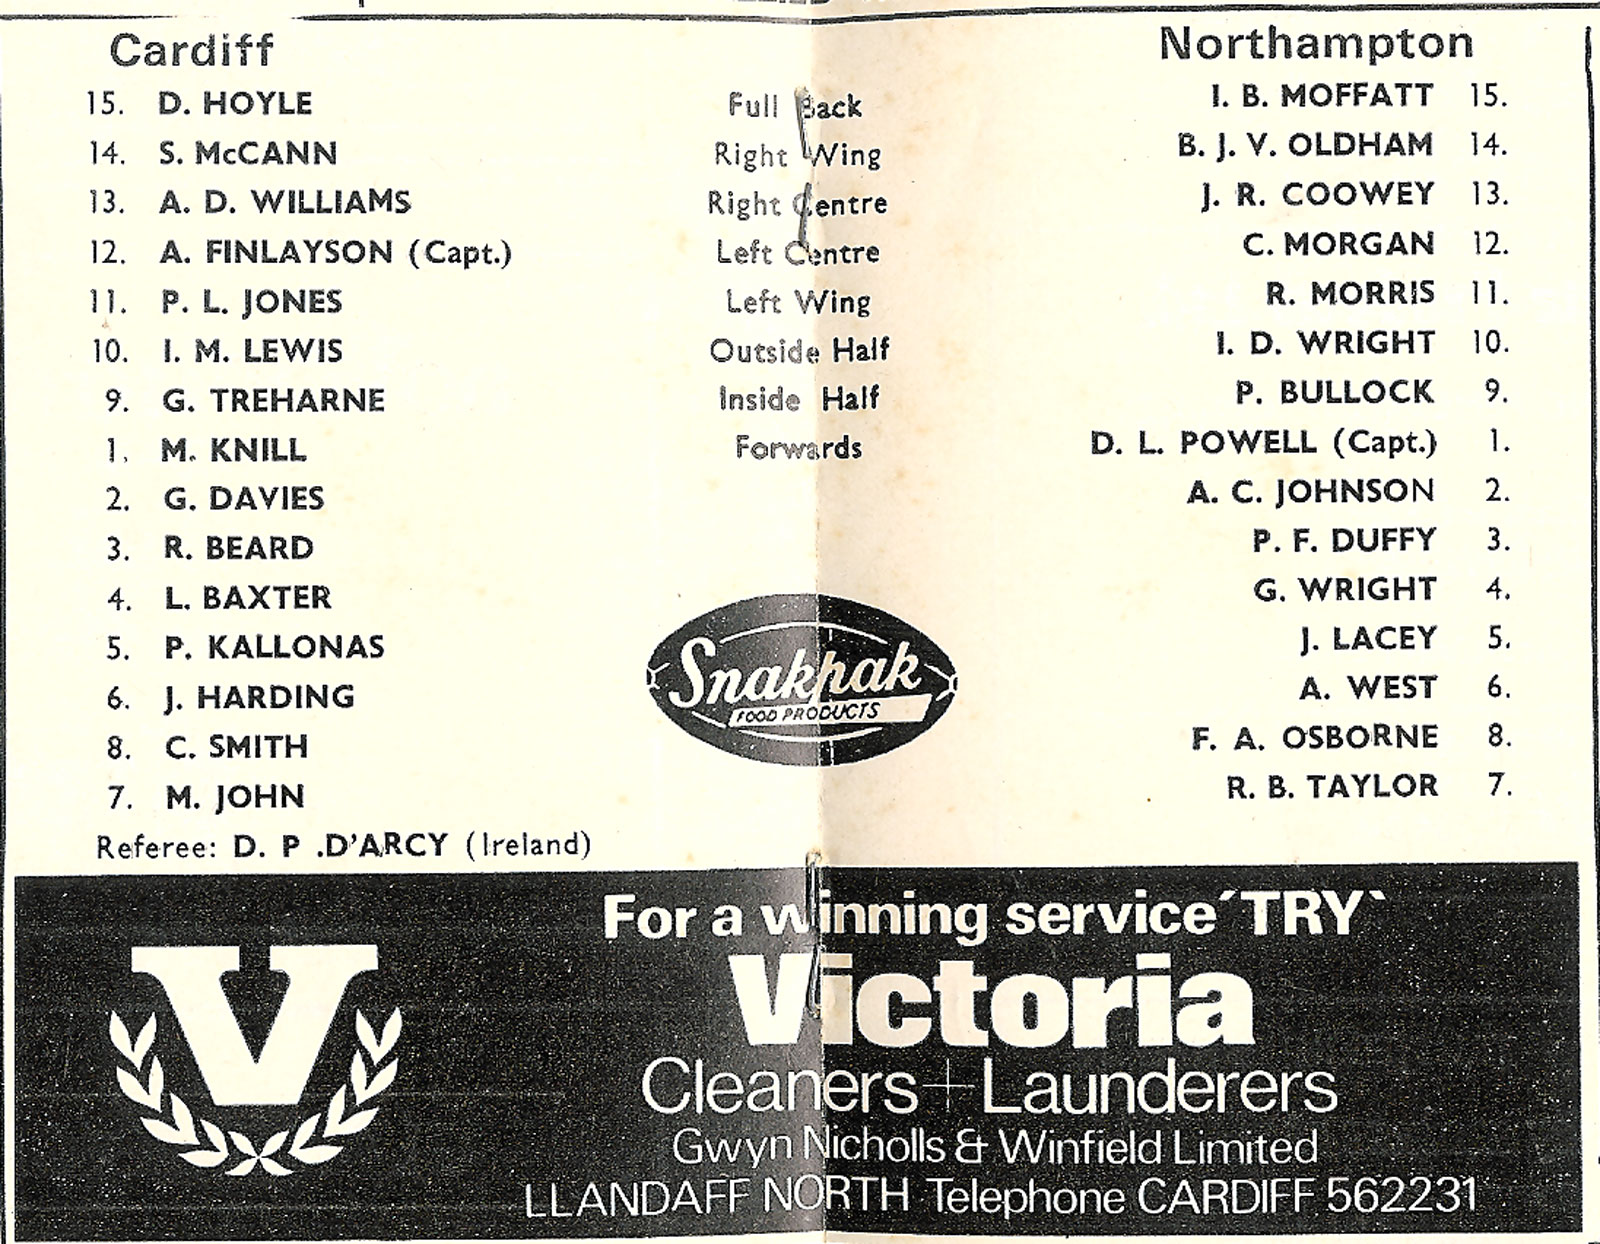 Cardiff Northampton
15. D. HOYLE Full Back I. B. MOFFATT 15.
14. S. McCANN Right Wing B. J. V. OLDHAM 14.
13. A. D. WILLIAMS Right Centre J. R. COOWEY 13.
12. A. FINLAYSON (Capt.) Left Centre C. MORGAN 12.
11. P. L. JONES Left Wing R. MORRIS 11.
10. I. M. LEWIS Outside Half I. D. WRIGHT 10.
9. G. TREHARNE Inside Half P. BULLOCK 9.
1. M. KNILL Forwards D. L. POWELL (Capt.) 1.
2. G. DAVIES A. C. JOHNSON 2.
3. R. BEARD P. F. DUFFY 3.
4. L. BAXTER G. WRIGHT 4.
5. P. KALLONAS J. LACEY 5.
6. J. HARDING A. WEST 6.
8. C. SMITH F. A. OSBORNE 8.
7. M. JOHN R. B. TAYLOR 7.
Snakpak
FOOD PRODUCTS
Referee: D. P .D'ARCY (Ireland)
V
For a winning service ´TRY`
Victoria
Cleaners+Launderers
Gwyn Nicholls & Winfield Limited
LLANDAFF NORTH Telephone CARDIFF 562231